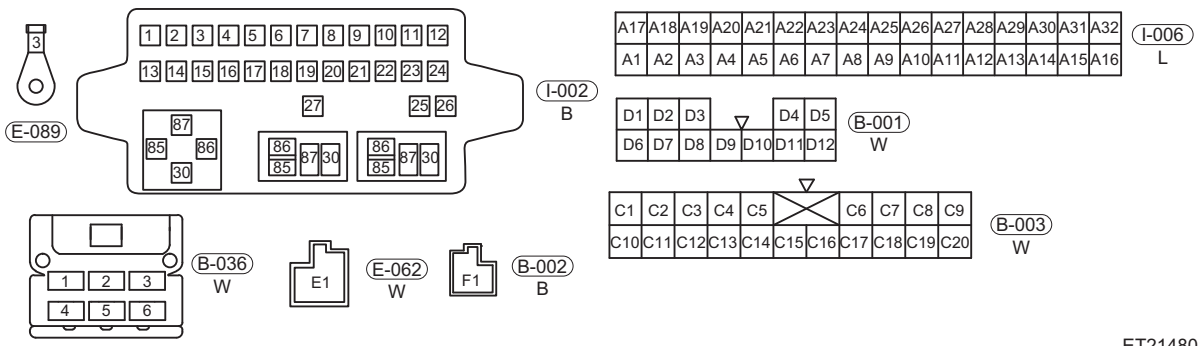 3
E-089
1 2 3 4 5 6 7 8 9 10 11 12
13 14 15 16 17 18 19 20 21 22 23 24
27 25 26
87
85 86
30
86
85 87 30
86
85 87 30
I-002
B
A17 A18 A19 A20 A21 A22 A23 A24 A25 A26 A27 A28 A29 A30 A31 A32
A1 A2 A3 A4 A5 A6 A7 A8 A9 A10 A11 A12 A13 A14 A15 A16
I-006
L
D1 D2 D3 D4 D5
D6 D7 D8 D9 D10 D11 D12
B-001
W
C1 C2 C3 C4 C5 C6 C7 C8 C9
C10 C11 C12 C13 C14 C15 C16 C17 C18 C19 C20
B-003
W
1 2 3
4 5 6
B-036
W
E1
E-062
W
F1
B-002
B